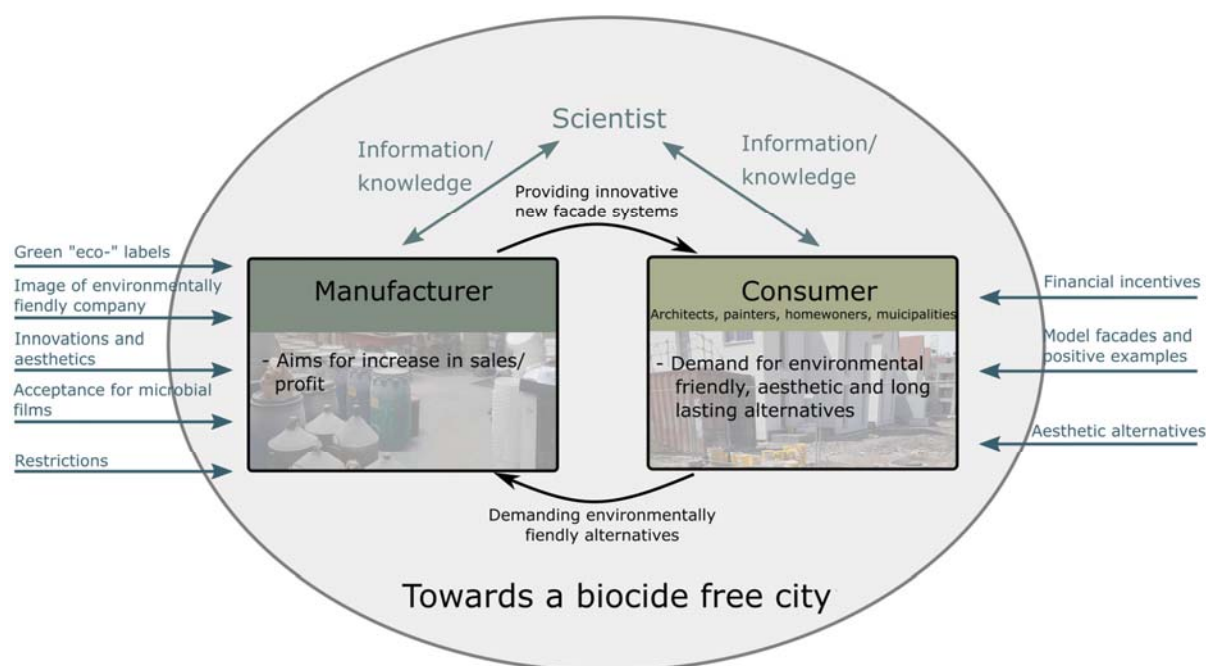 Scientist
Information/
knowledge
Information/
knowledge
Providing innovative
new facade systems
Green "eco-" labels
Image of environmentally
fiendly company
Innovations and
aesthetics
Acceptance for microbial
films
Restrictions
Manufacturer
- Aims for increase in sales/
profit
Consumer
Architects, painters, homewoners, muicipalities
- Demand for environmental
friendly, aesthetic and long
lasting alternatives
Financial incentives
Model facades and
positive examples
Aesthetic alternatives
Demanding environmentally
fiendly alternatives
Towards a biocide free city